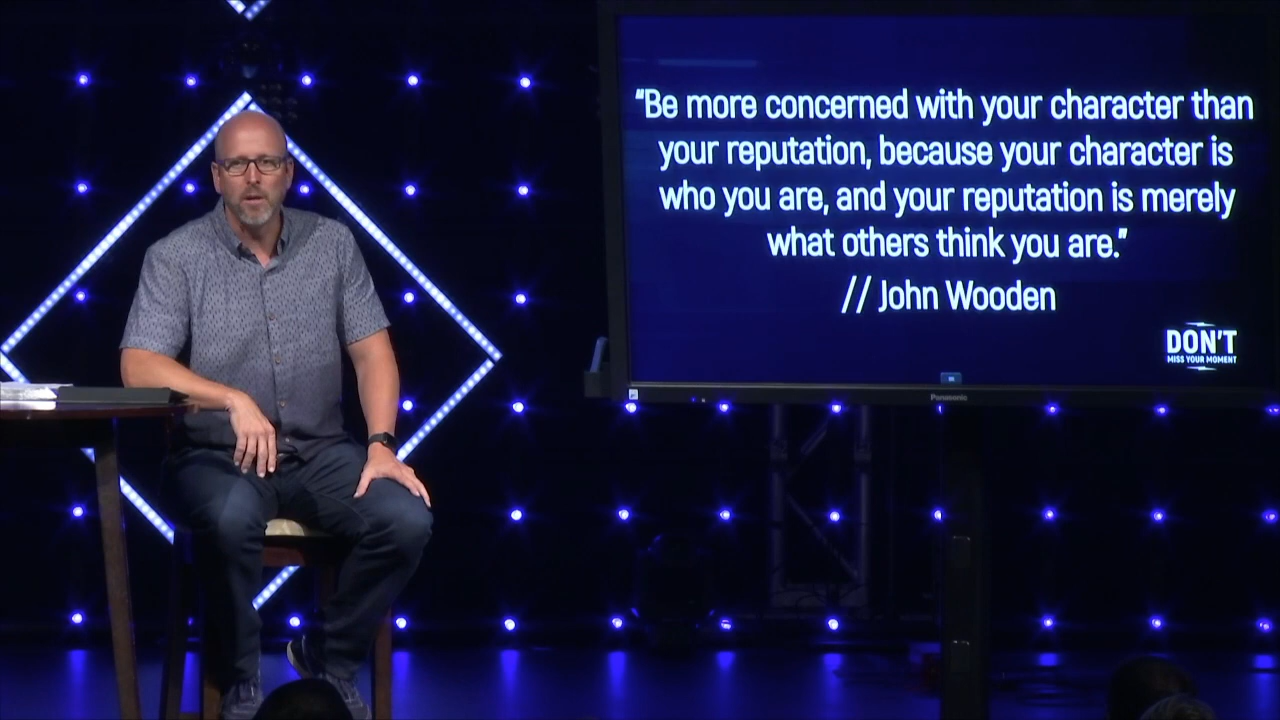 “Be more concerned with your character than
your reputation, because your character is
who you are, and your reputation is merely
what others think you are.”
// John Wooden
DON'T
MISS YOUR MOMENT
Panasonic